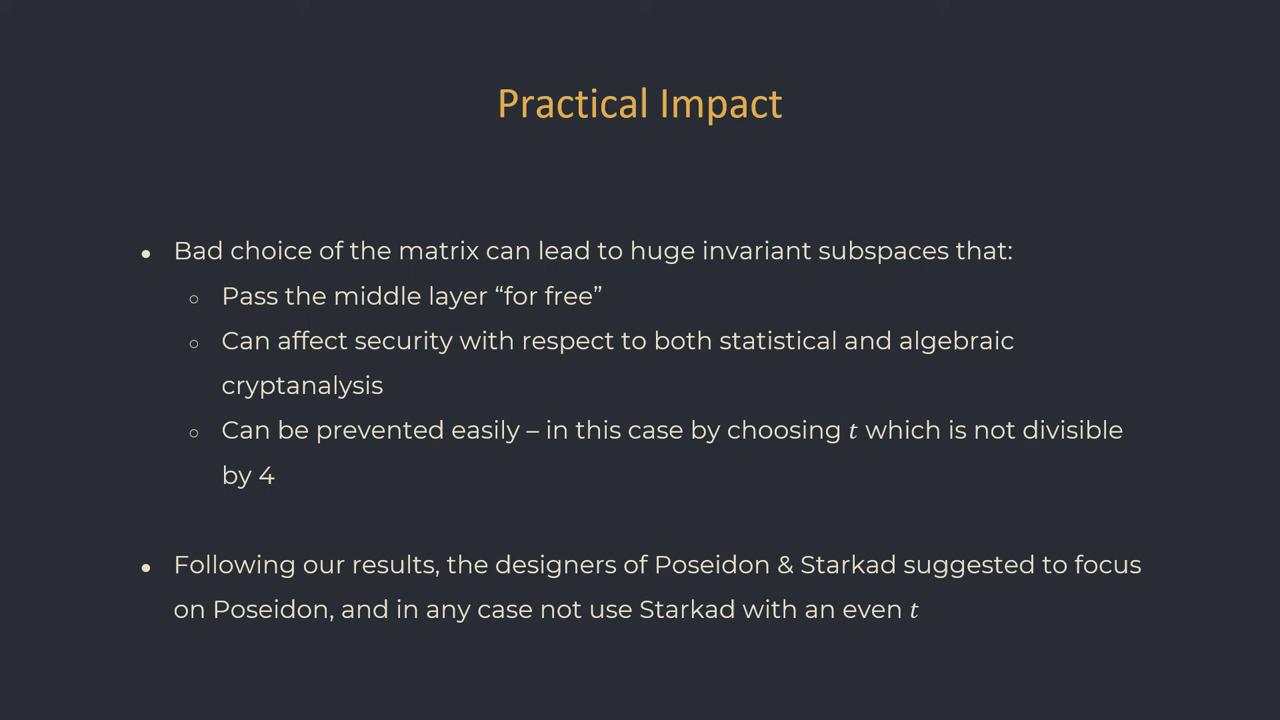 Practical Impact
• Bad choice of the matrix can lead to huge invariant subspaces that:
○ Pass the middle layer “for free”
○ Can affect security with respect to both statistical and algebraic
cryptanalysis
○ Can be prevented easily – in this case by choosing t which is not divisible
by 4
• Following our results, the designers of Poseidon & Starkad suggested to focus
on Poseidon, and in any case not use Starkad with an even t